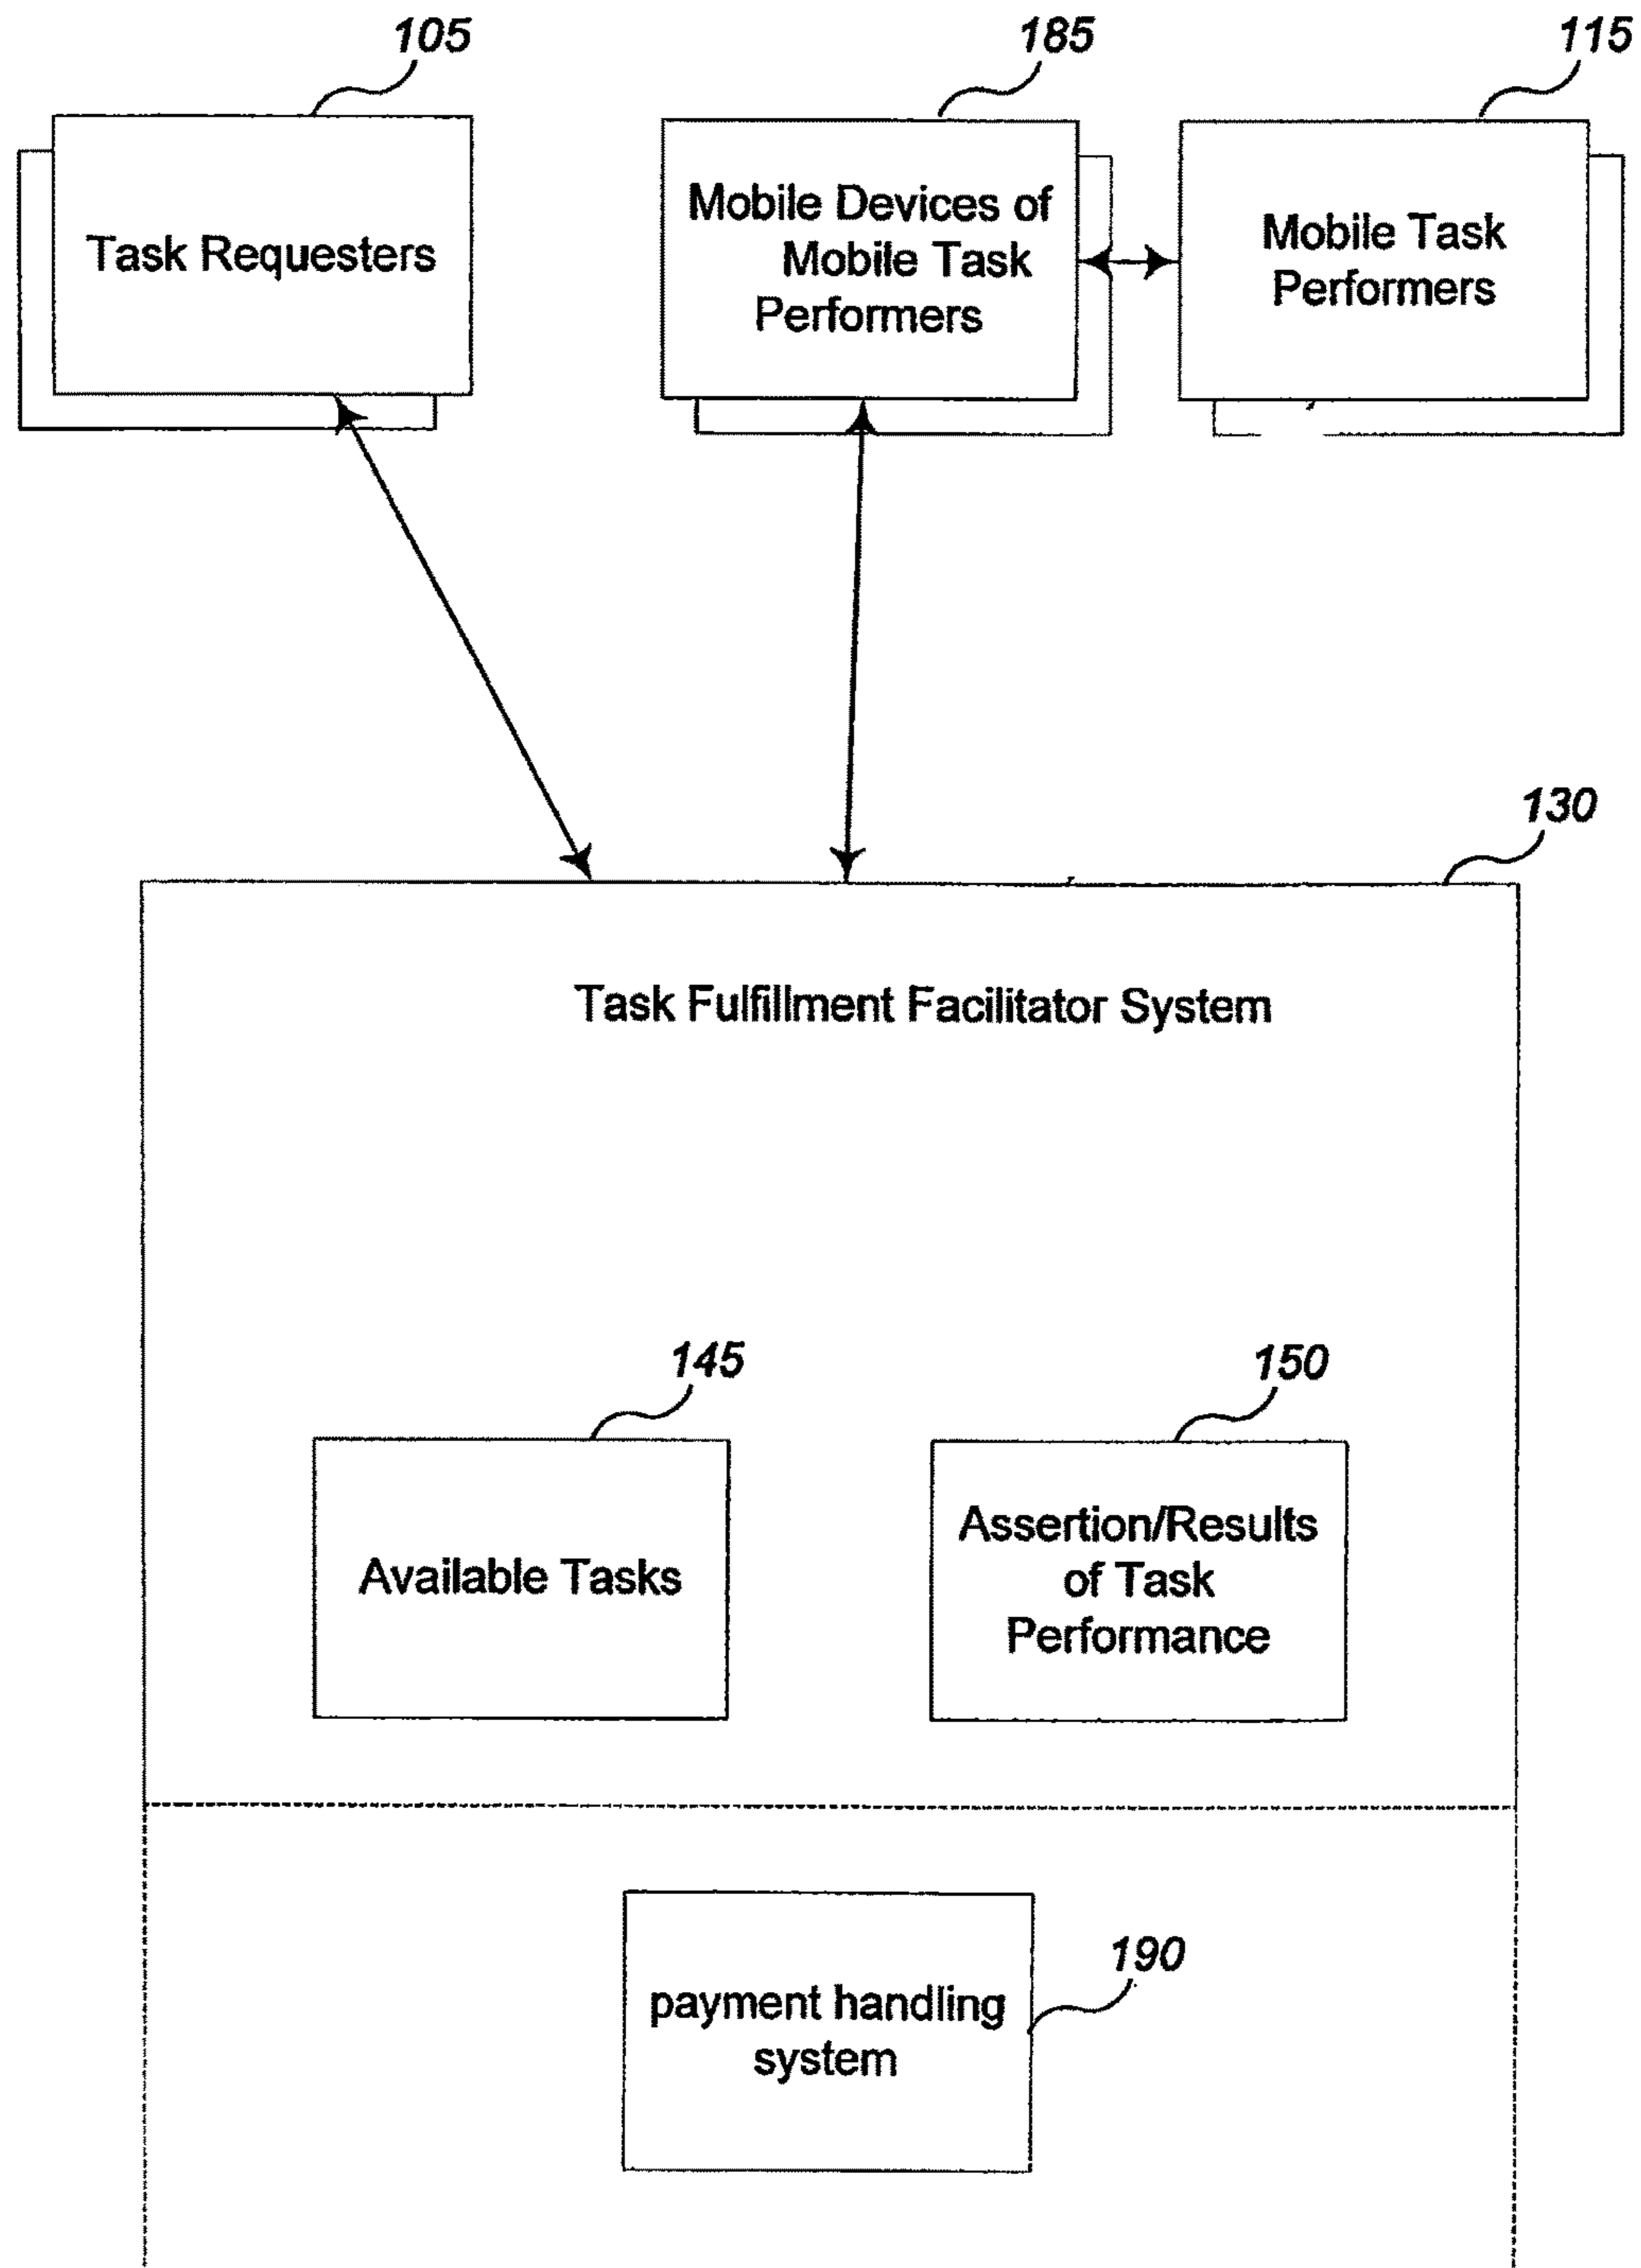 105
185
115
Task Requesters
Mobile Devices of
Mobile Task
Performers
Mobile Task
Performers
130
Task Fulfillment Facilitator System
145
150
Available Tasks
Assertion/Results
of Task
Performance
190
payment handling
system